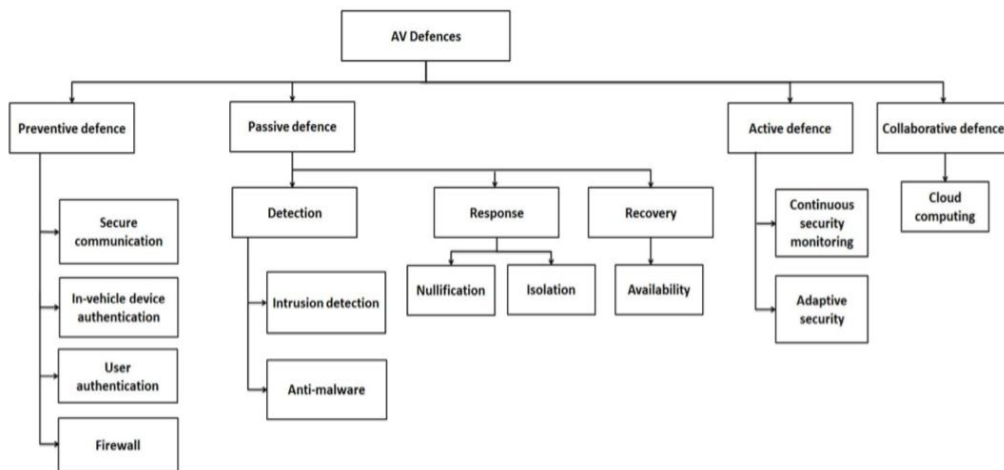 AV Defences
Preventive defence
Passive defence
Active defence
Collaborative defence
Secure
communication
In-vehicle device
authentication
User
authentication
Firewall
Detection
Response
Recovery
Intrusion detection
Anti-malware
Nullification
Isolation
Availability
Continuous
security
monitoring
Adaptive
security
Cloud
computing